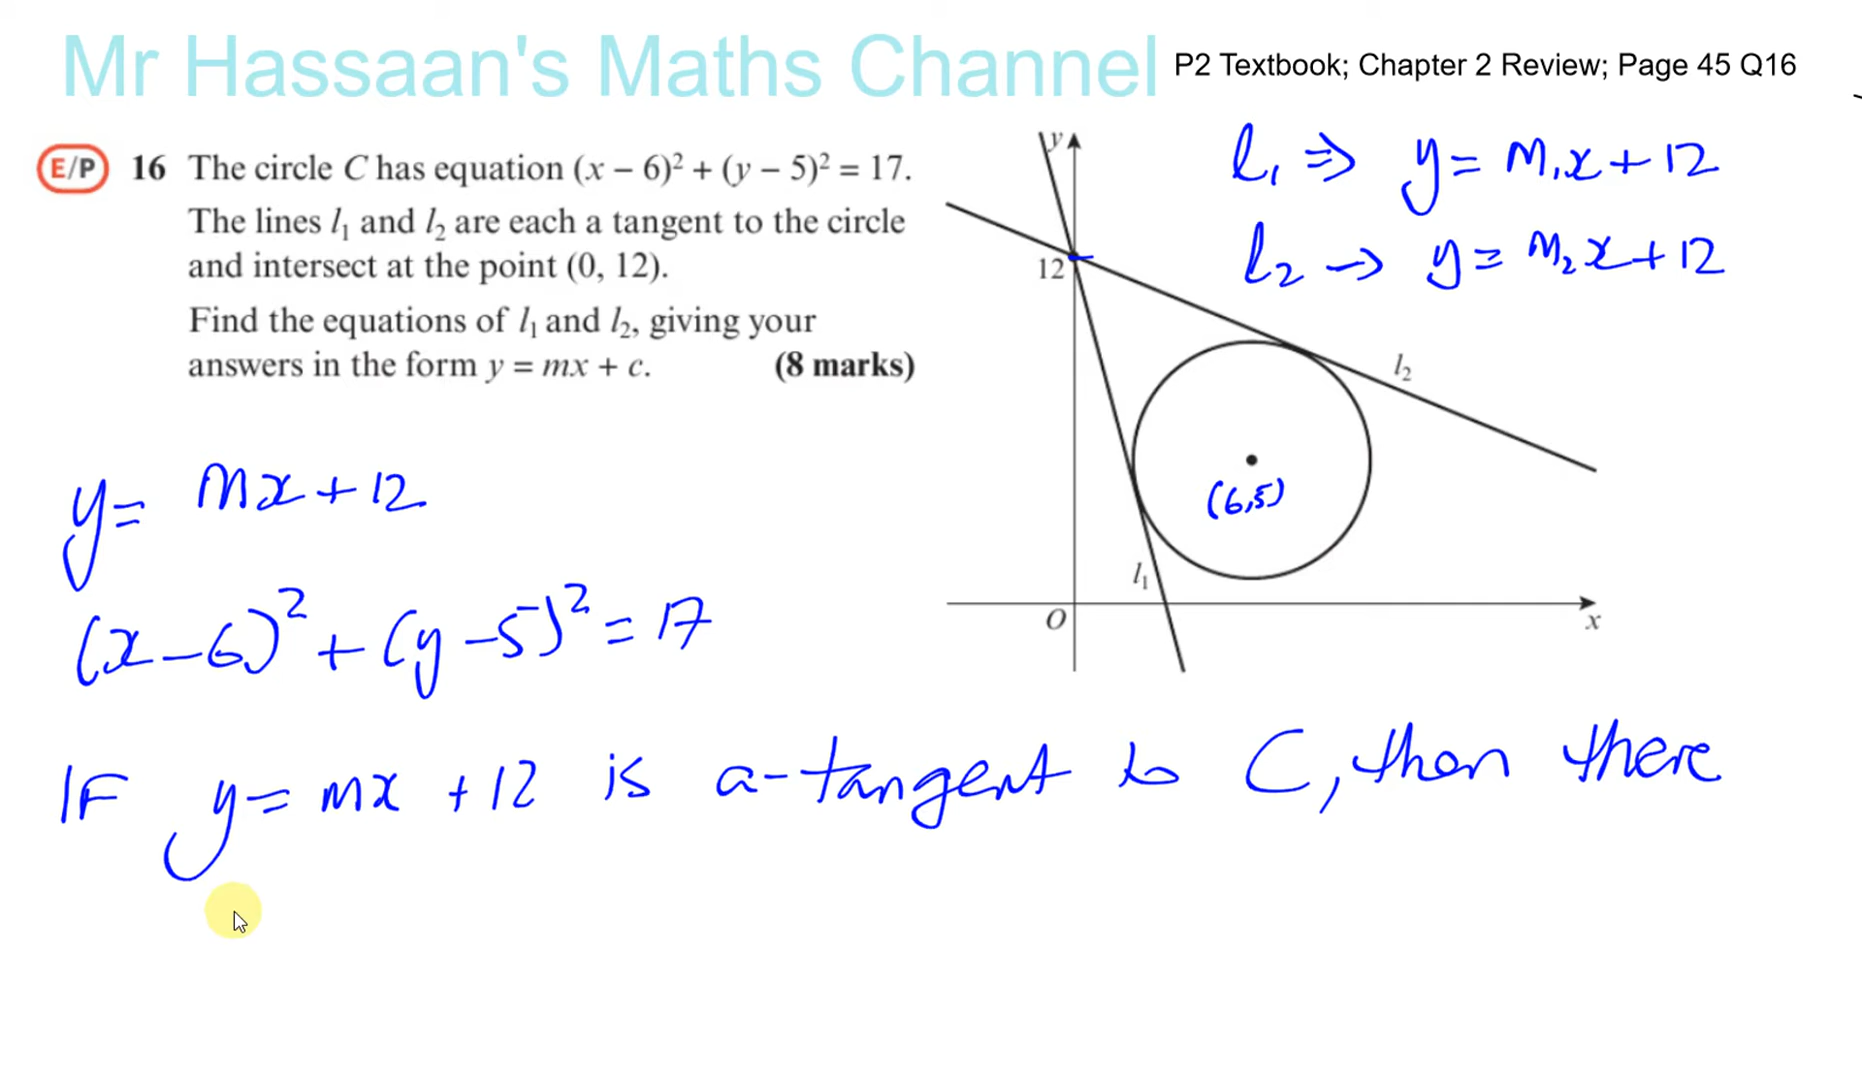 Mr Hassaan's Maths Channel
P2 Textbook; Chapter 2 Review; Page 45 Q16
E/P 16 The circle C has equation (x – 6)² + (y – 5)² = 17.
The lines l₁ and l₂ are each a tangent to the circle
and intersect at the point (0, 12).
Find the equations of l₁ and l₂, giving your
answers in the form y = mx + c. (8 marks)
l₁ ⇒ y = m₁x + 12
l₂ → y = m₂x + 12
y
12
l₂
(6,5)
l₁
O
x
y = mx + 12
(x – 6)² + (y – 5)² = 17
IF y = mx + 12 is a-tangent to C, then there